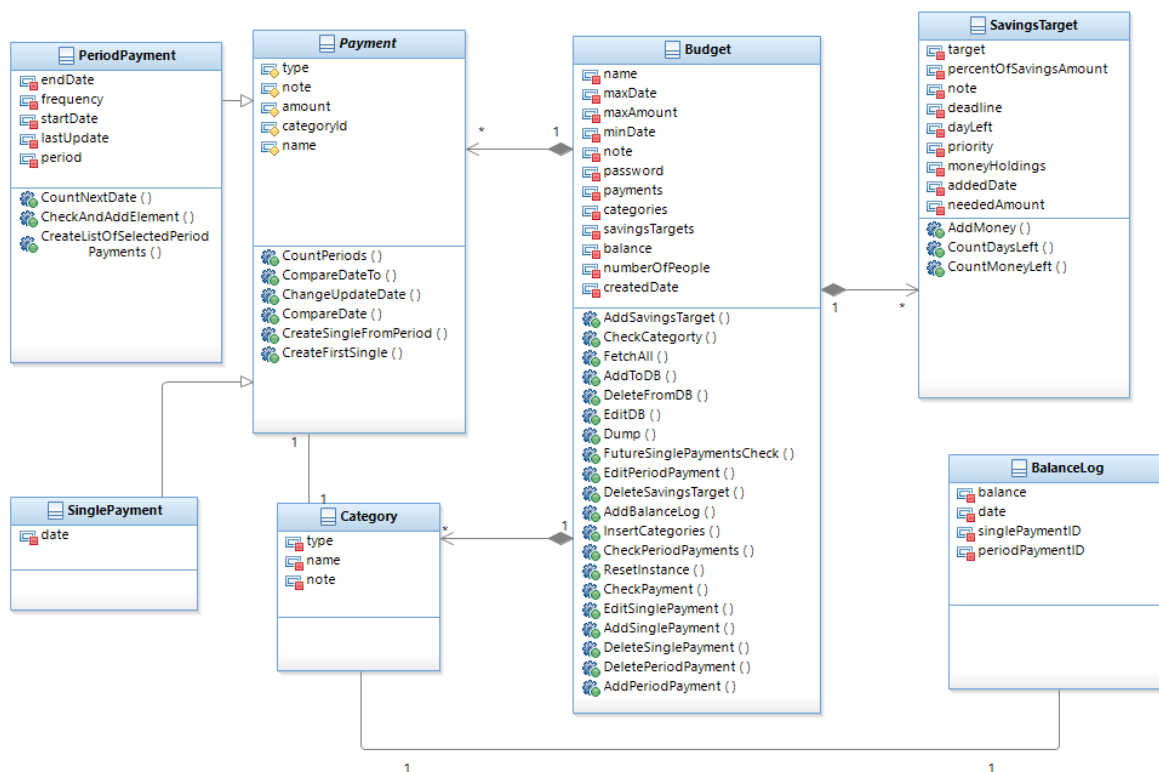 PeriodPayment
endDate
frequency
startDate
lastUpdate
period
CountNextDate ( )
CheckAndAddElement ( )
CreateListOfSelectedPeriod
Payments ( )
Payment
type
note
amount
categoryId
name
CountPeriods ( )
CompareDateTo ( )
ChangeUpdateDate ( )
CompareDate ( )
CreateSingleFromPeriod ( )
CreateFirstSingle ( )
*
1
Budget
name
maxDate
maxAmount
minDate
note
password
payments
categories
savingsTargets
balance
numberOfPeople
createdDate
AddSavingsTarget ( )
CheckCategorty ( )
FetchAll ( )
AddToDB ( )
DeleteFromDB ( )
EditDB ( )
Dump ( )
FutureSinglePaymentsCheck ( )
EditPeriodPayment ( )
DeleteSavingsTarget ( )
AddBalanceLog ( )
InsertCategories ( )
CheckPeriodPayments ( )
ResetInstance ( )
CheckPayment ( )
EditSinglePayment ( )
AddSinglePayment ( )
DeleteSinglePayment ( )
DeletePeriodPayment ( )
AddPeriodPayment ( )
1
*
SavingsTarget
target
percentOfSavingsAmount
note
deadline
dayLeft
priority
moneyHoldings
addedDate
neededAmount
AddMoney ( )
CountDaysLeft ( )
CountMoneyLeft ( )
SinglePayment
date
1
1
Category
type
name
note
*
1
BalanceLog
balance
date
singlePaymentID
periodPaymentID
1
1